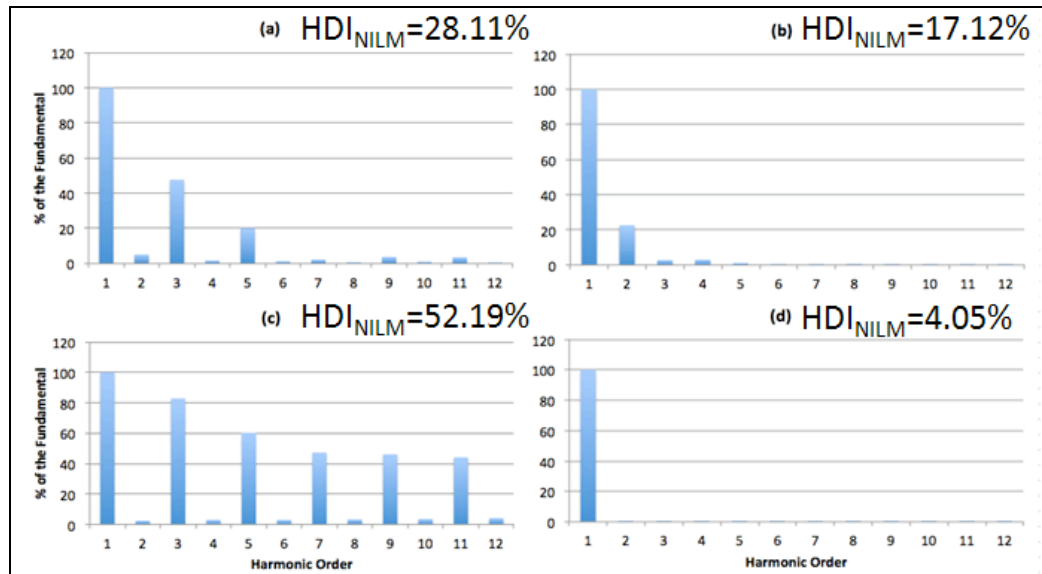 (a) HDI_NILM=28.11%
120
100
80
60
40
20
0
% of the Fundamental
1 2 3 4 5 6 7 8 9 10 11 12
(b) HDI_NILM=17.12%
120
100
80
60
40
20
0
1 2 3 4 5 6 7 8 9 10 11 12
(c) HDI_NILM=52.19%
120
100
80
60
40
20
0
% of the Fundamental
1 2 3 4 5 6 7 8 9 10 11 12
Harmonic Order
(d) HDI_NILM=4.05%
120
100
80
60
40
20
0
1 2 3 4 5 6 7 8 9 10 11 12
Harmonic Order